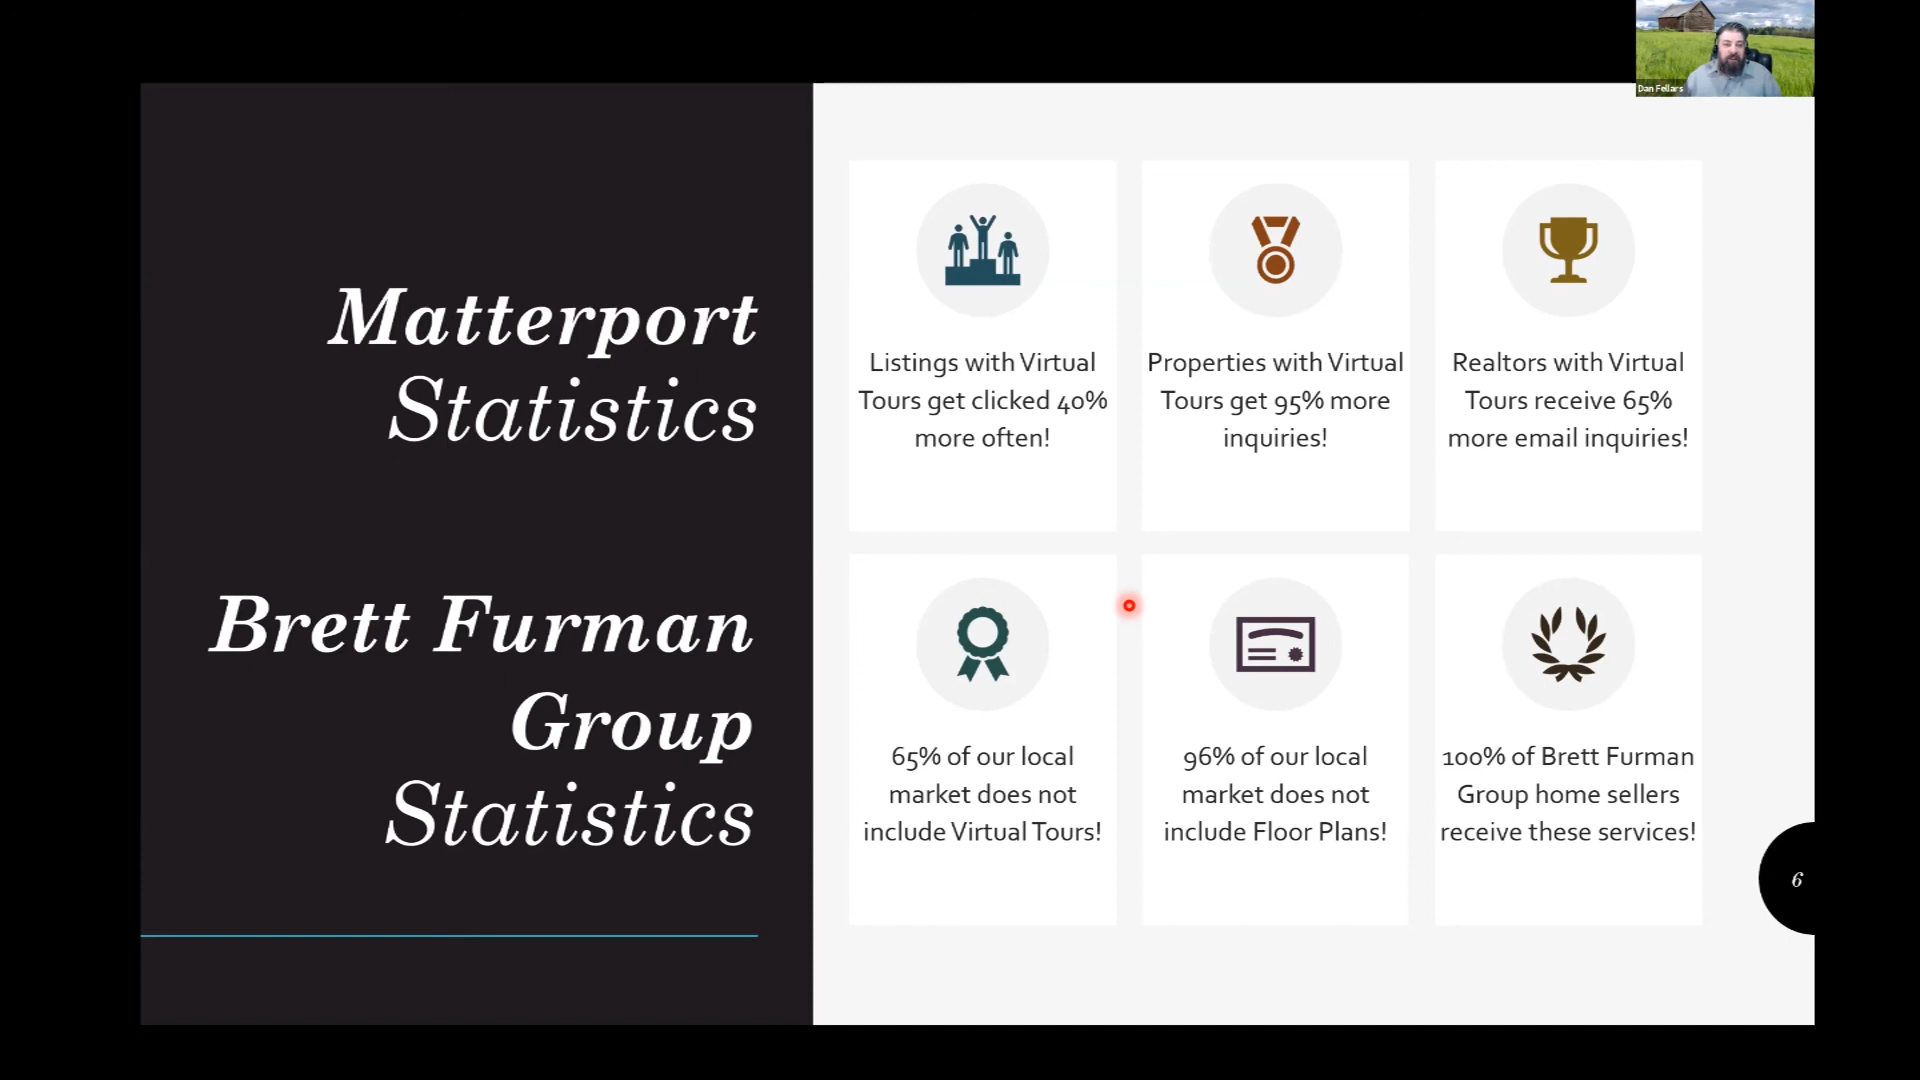 Dan Fellars
Matterport
Statistics
Listings with Virtual
Tours get clicked 40%
more often!
Properties with Virtual
Tours get 95% more
inquiries!
Realtors with Virtual
Tours receive 65%
more email inquiries!
Brett Furman
Group
Statistics
65% of our local
market does not
include Virtual Tours!
96% of our local
market does not
include Floor Plans!
100% of Brett Furman
Group home sellers
receive these services!
6